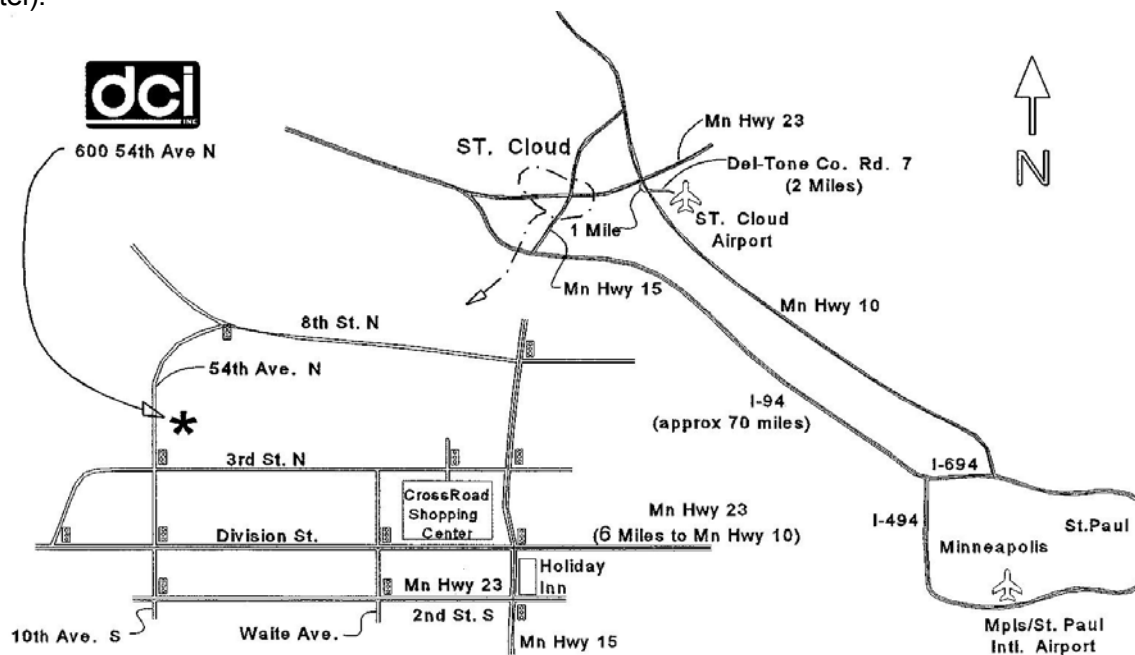 ter).
dci
INC
600 54th Ave N
N
Mn Hwy 23
ST. Cloud
Del-Tone Co. Rd. 7
(2 Miles)
1 Mile
ST. Cloud
Airport
Mn Hwy 15
Mn Hwy 10
8th St. N
54th Ave. N
I-94
(approx 70 miles)
3rd St. N
I-694
CrossRoad
Shopping
Center
Mn Hwy 23
(6 Miles to Mn Hwy 10)
I-494
St.Paul
Division St.
Minneapolis
Holiday
Inn
Mn Hwy 23
2nd St. S
10th Ave. S
Waite Ave.
Mn Hwy 15
Mpls/St. Paul
Intl. Airport